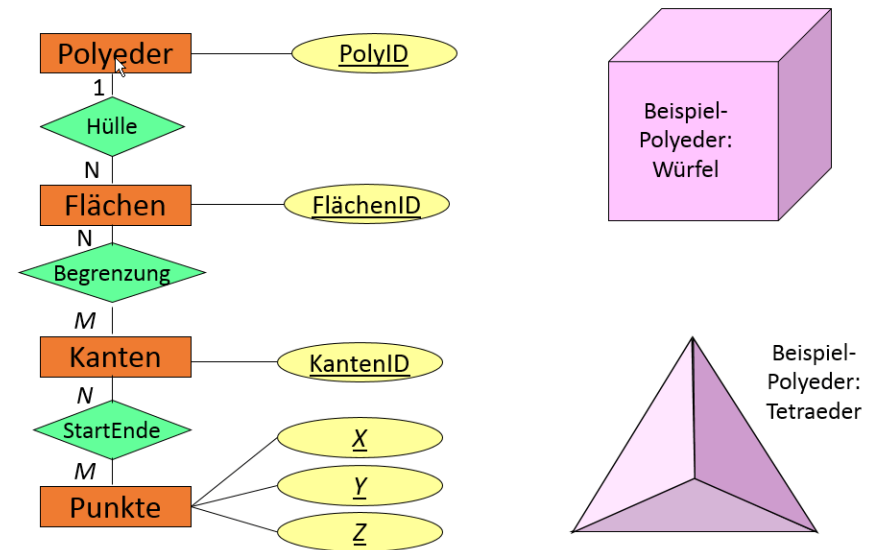 Polyeder
PolyID
1
Hülle
N
Flächen
FlächenID
N
Begrenzung
M
Kanten
KantenID
N
StartEnde
M
Punkte
X
Y
Z
Beispiel-
Polyeder:
Würfel
Beispiel-
Polyeder:
Tetraeder